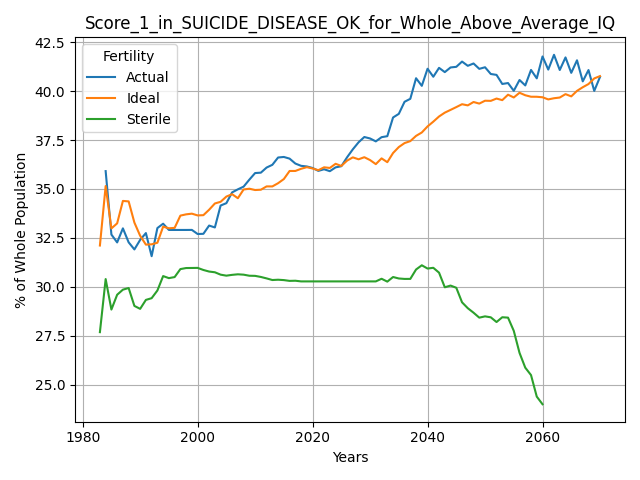 Score_1_in_SUICIDE_DISEASE_OK_for_Whole_Above_Average_IQ
Fertility
Actual
Ideal
Sterile
% of Whole Population
42.5
40.0
37.5
35.0
32.5
30.0
27.5
25.0
1980
2000
2020
2040
2060
Years